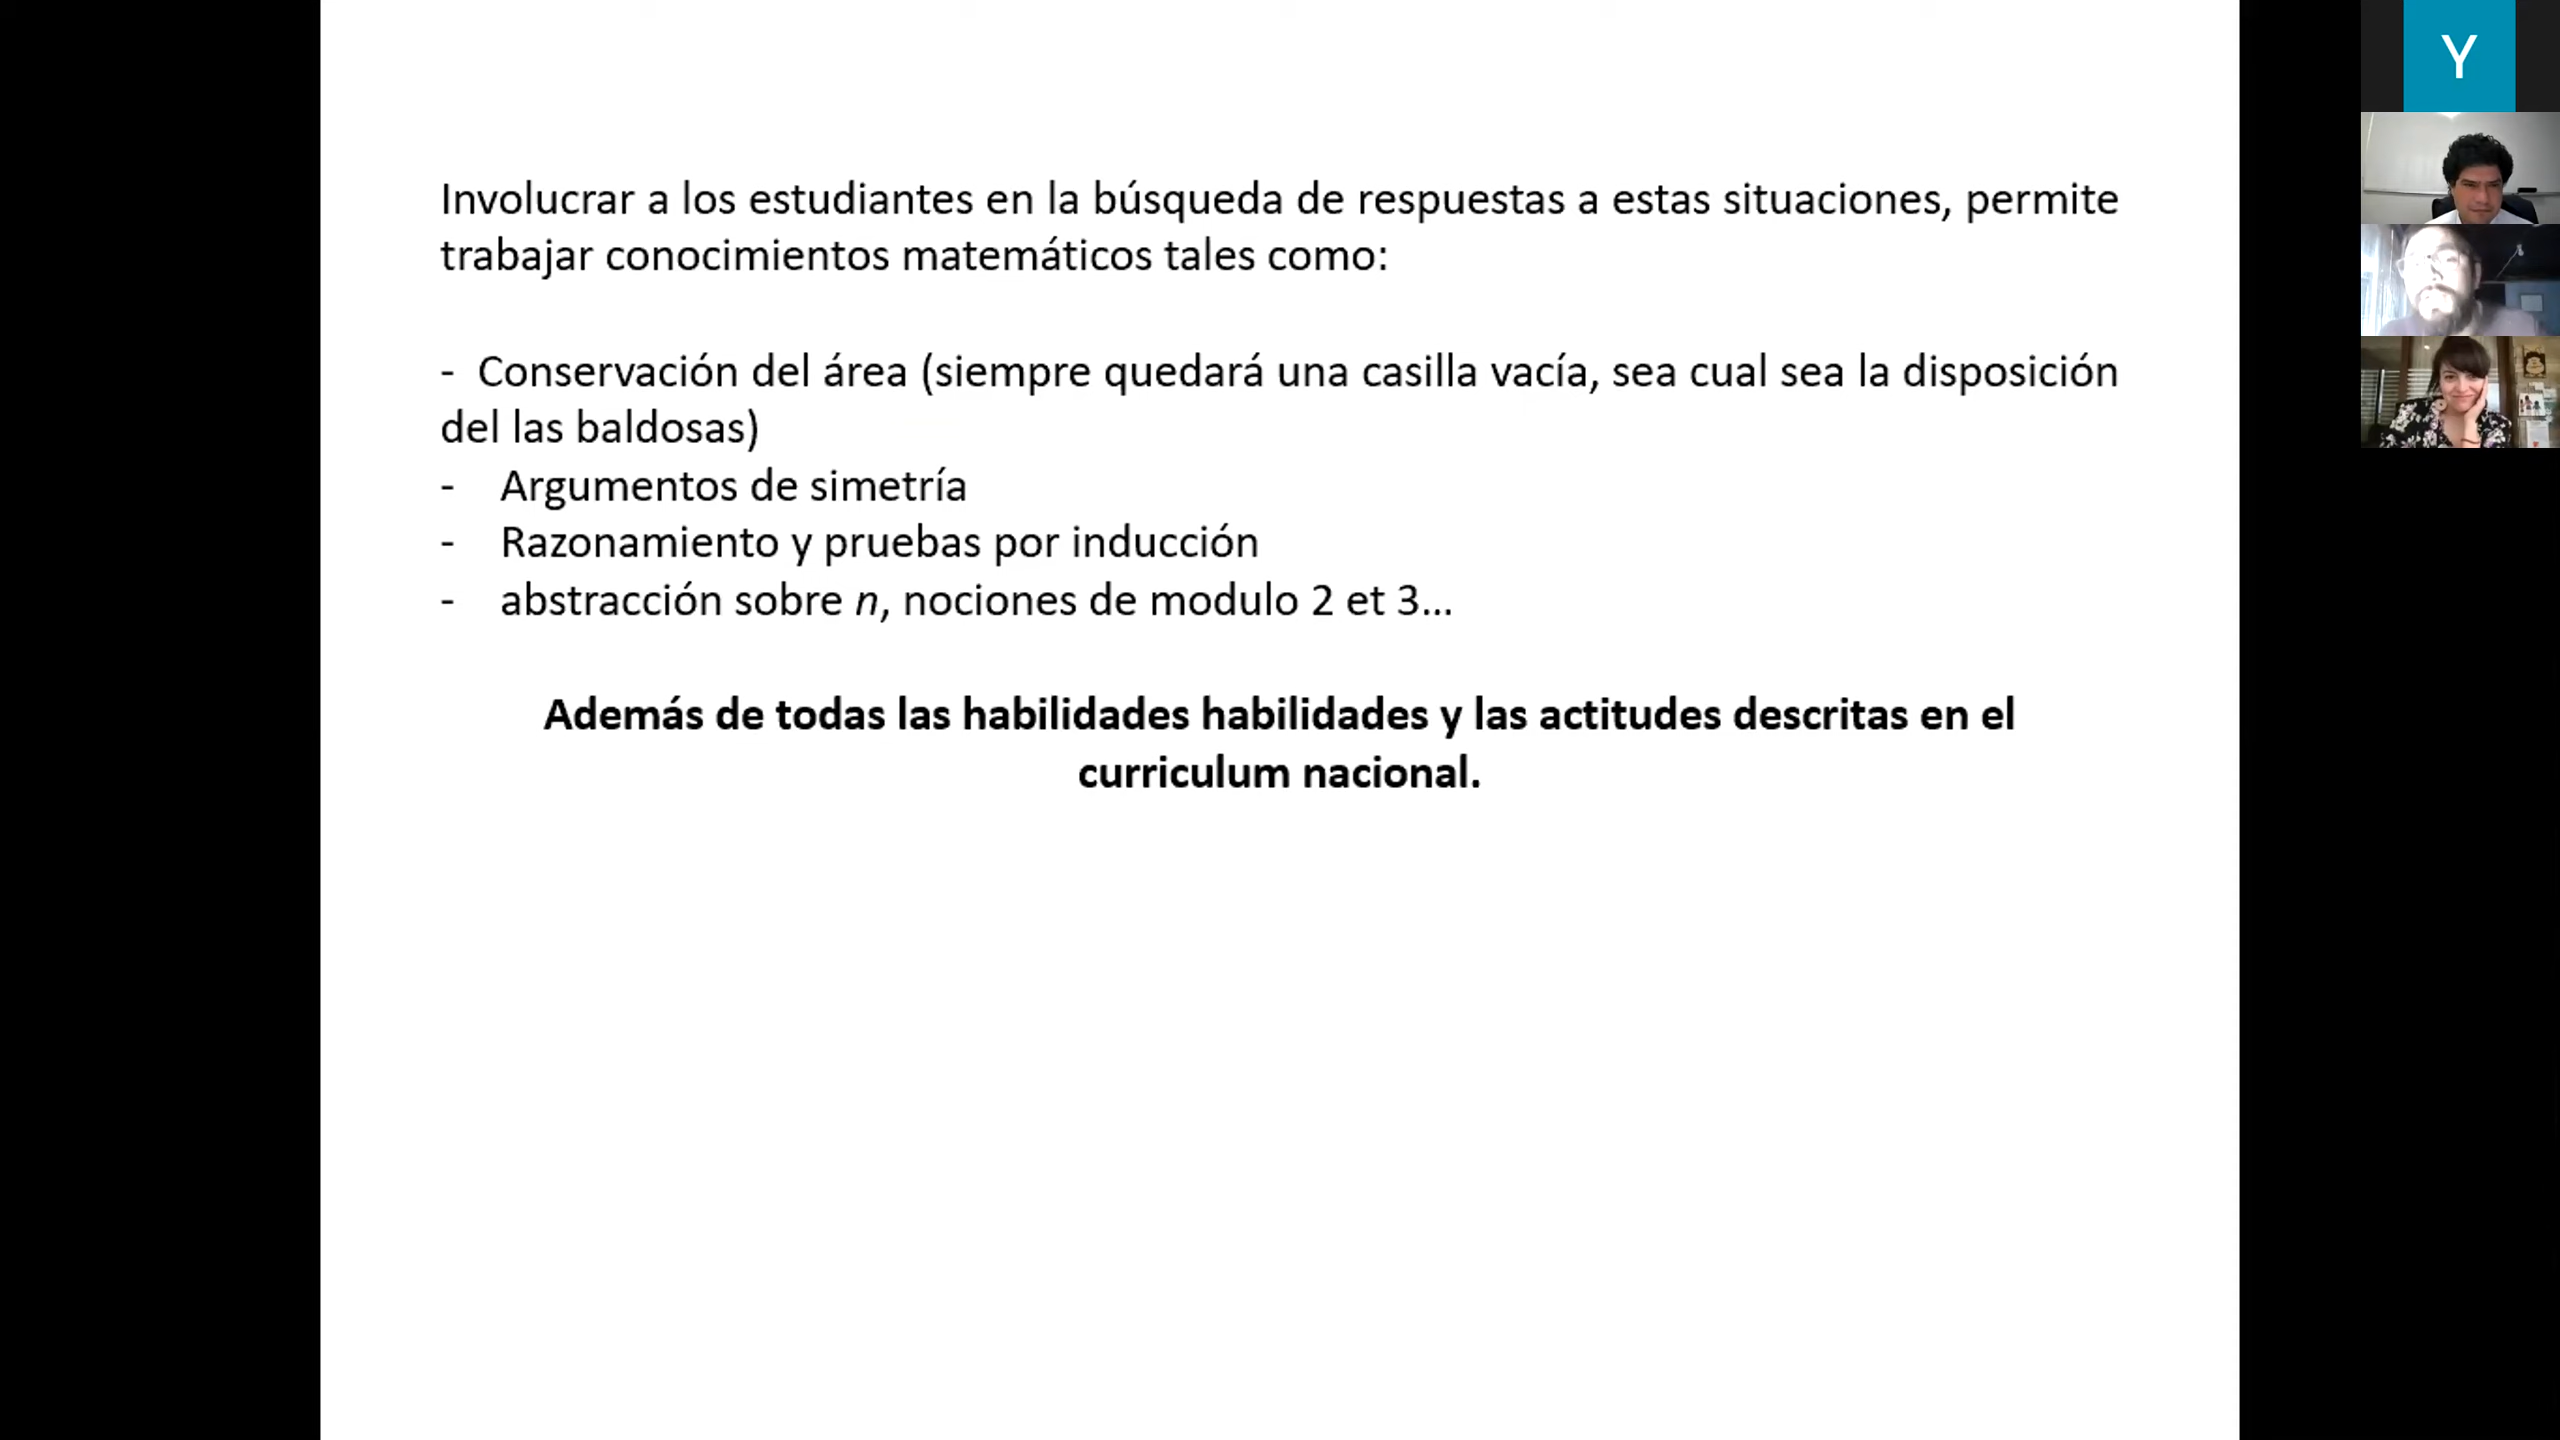 Y
Involucrar a los estudiantes en la búsqueda de respuestas a estas situaciones, permite
trabajar conocimientos matemáticos tales como:
- Conservación del área (siempre quedará una casilla vacía, sea cual sea la disposición
del las baldosas)
- Argumentos de simetría
- Razonamiento y pruebas por inducción
- abstracción sobre n, nociones de modulo 2 et 3...
Además de todas las habilidades habilidades y las actitudes descritas en el
curriculum nacional.